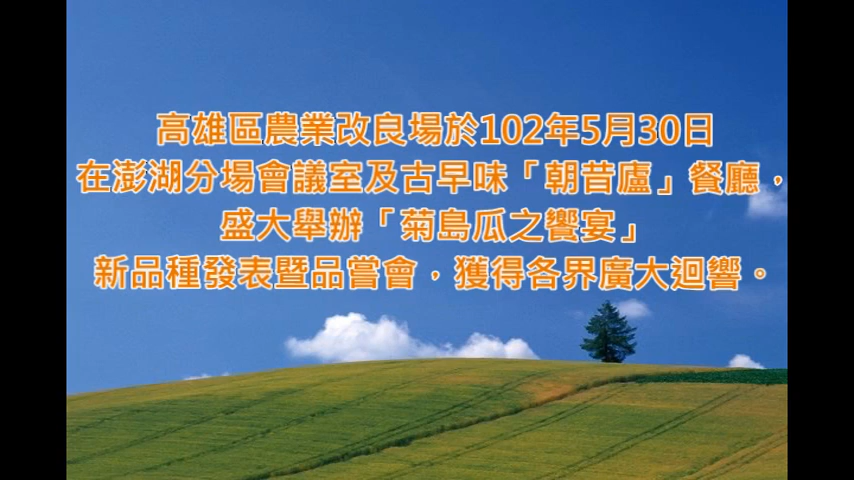 高雄區農業改良場於102年5月30日
在澎湖分場會議室及古早味「朝昔廬」餐廳，
盛大舉辦「菊島瓜之饗宴」
新品種發表暨品嘗會，獲得各界廣大迴響。